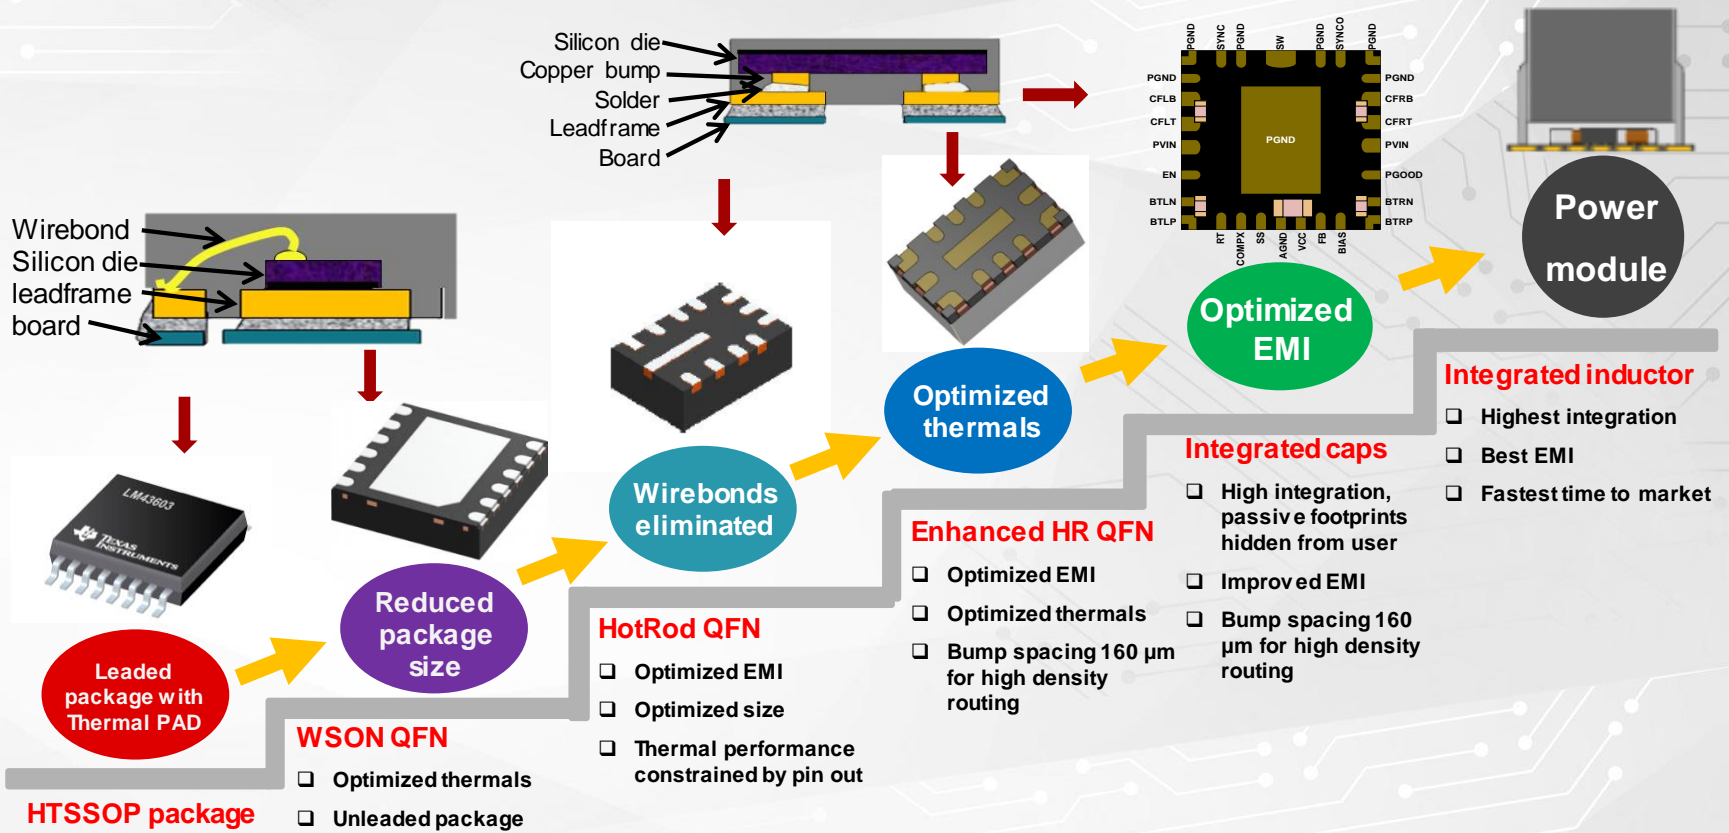 Silicon die
Copper bump
Solder
Leadframe
Board
Wirebond
Silicon die
leadframe
board
LM43603
TEXAS
INSTRUMENTS
PGND
SYNC
PGND
SW
PGND
SYNCO
PGND
PGND
CFLB
CFLT
PVIN
EN
BTLN
BTLP
PGND
PGND
CFRB
CFRT
PVIN
PGOOD
BTRN
BTRP
RT
COMPX
SS
AGND
VCC
FB
BIAS
Leaded
package with
Thermal PAD
Reduced
package
size
Wirebonds
eliminated
Optimized
thermals
Optimized
EMI
Power
module
HTSSOP package
WSON QFN
❑ Optimized thermals
❑ Unleaded package
HotRod QFN
❑ Optimized EMI
❑ Optimized size
❑ Thermal performance
constrained by pin out
Enhanced HR QFN
❑ Optimized EMI
❑ Optimized thermals
❑ Bump spacing 160 µm
for high density
routing
Integrated caps
❑ High integration,
passive footprints
hidden from user
❑ Improved EMI
❑ Bump spacing 160
µm for high density
routing
Integrated inductor
❑ Highest integration
❑ Best EMI
❑ Fastest time to market